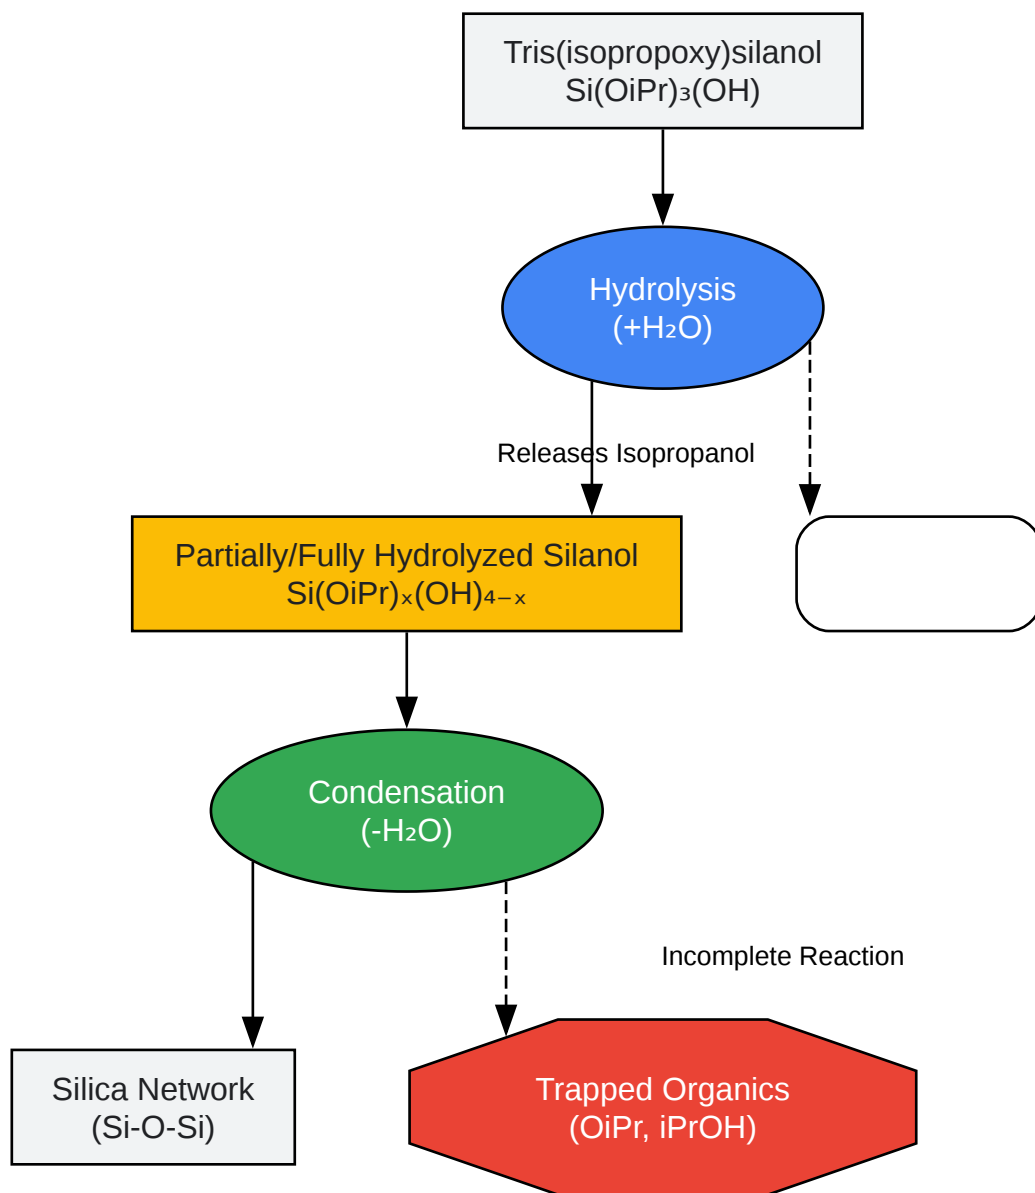 Tris(isopropoxy)silanol
Si(OiPr)₃(OH)
Hydrolysis
(+H₂O)
Releases Isopropanol
Partially/Fully Hydrolyzed Silanol
Si(OiPr)ₓ(OH)₄₋ₓ
Condensation
(-H₂O)
Incomplete Reaction
Silica Network
(Si-O-Si)
Trapped Organics
(OiPr, iPrOH)